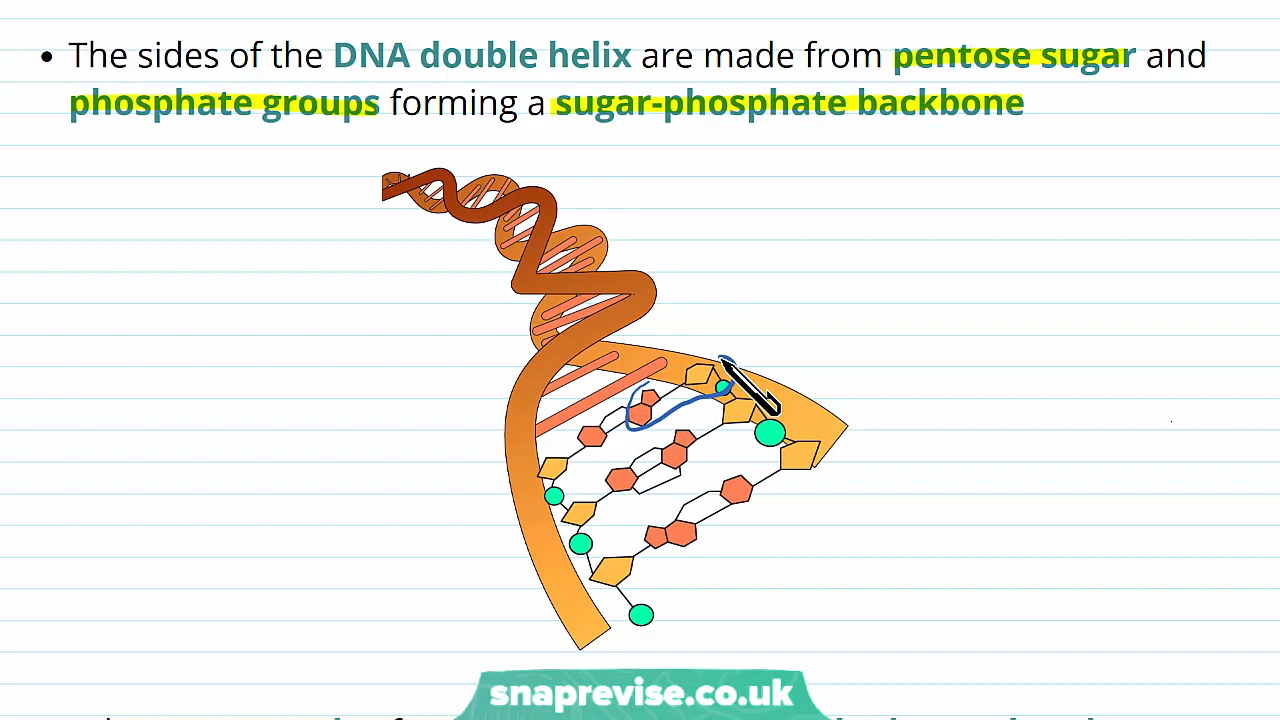 The sides of the DNA double helix are made from pentose sugar and
phosphate groups forming a sugar-phosphate backbone
snaprevise.co.uk